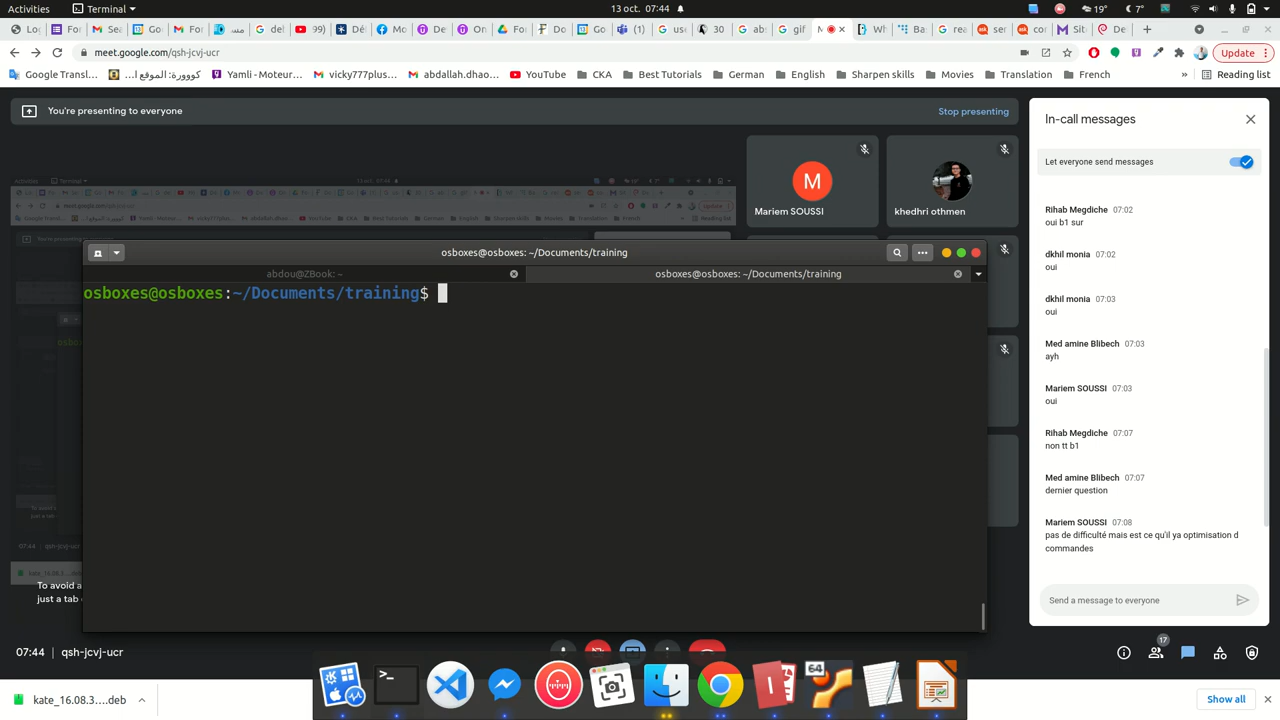 Activities Terminal 13 oct. 07:44 19° 7°
meet.google.com/qsh-jcvj-ucr Update
Google Transl... Yamli - Moteur... vicky777plus... abdallah.dhao... YouTube CKA Best Tutorials German English Sharpen skills Movies Translation French » Reading list
You're presenting to everyone Stop presenting
In-call messages
Let everyone send messages
M
Mariem SOUSSI khedhri othmen
Rihab Megdiche 07:02
oui b1 sur
dkhil monia 07:02
oui
dkhil monia 07:03
oui
Med amine Blibech 07:03
ayh
Mariem SOUSSI 07:03
oui
Rihab Megdiche 07:07
non tt b1
Med amine Blibech 07:07
dernier question
Mariem SOUSSI 07:08
pas de difficulté mais est ce qu'il ya optimisation d
commandes
Send a message to everyone
osboxes@osboxes: ~/Documents/training
abdou@ZBook: ~ osboxes@osboxes: ~/Documents/training
osboxes@osboxes:~/Documents/training$
To avoid a
just a tab
07:44 qsh-jcvj-ucr
17
64
kate_16.08.3....deb Show all